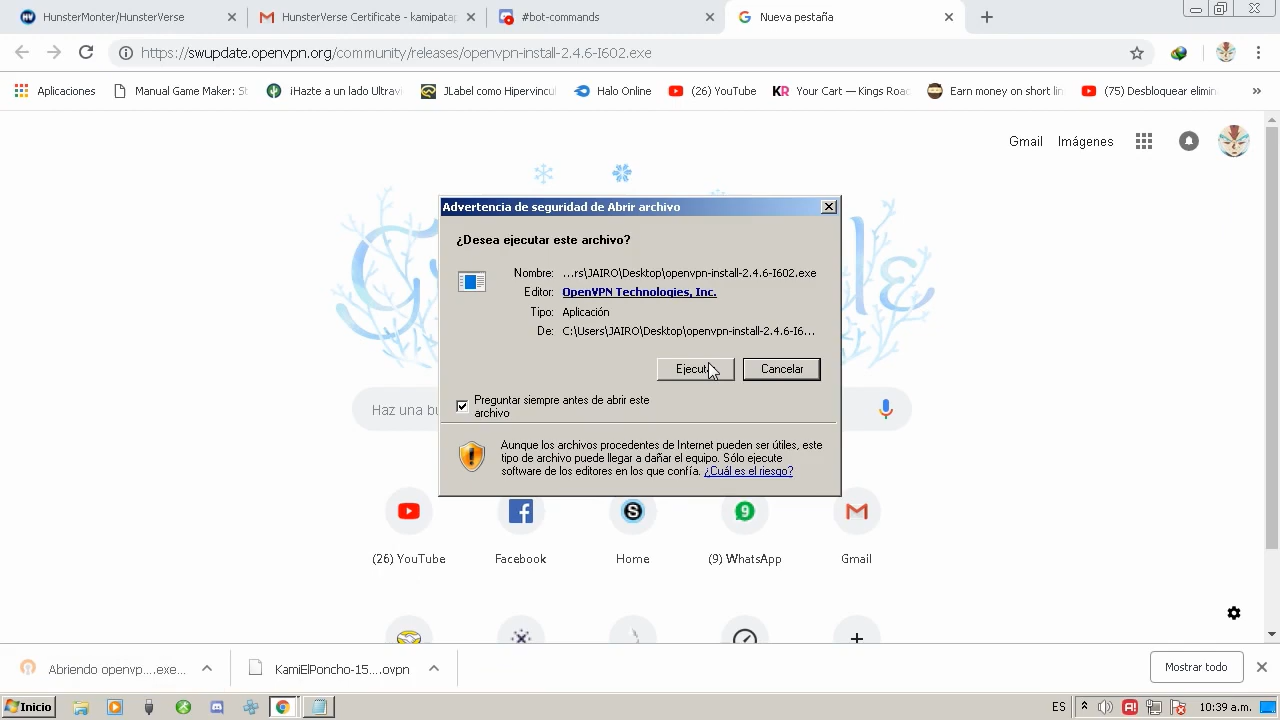 HunsterMonter/HunsterVerse
HunsterVerse Certificate - kamipato
#bot-commands
Nueva pestaña
https://swupdate.openvpn.org/community/releases/openvpn-install-2.4.6-I602.exe
Aplicaciones
Manual Game Maker:
¡Hazte a un lado Ultravi
JLabel como Hipervincul
Halo Online
(26) YouTube
Your Cart — Kings Roa
Earn money on short lin
(75) Desbloquear elimin
»
Gmail
Imágenes
Advertencia de seguridad de Abrir archivo
¿Desea ejecutar este archivo?
Nombre: ...rs\JAIRO\Desktop\openvpn-install-2.4.6-I602.exe
Editor: OpenVPN Technologies, Inc.
Tipo: Aplicación
De: C:\Users\JAIRO\Desktop\openvpn-install-2.4.6-I6...
Ejecut
Cancelar
Preguntar siempre antes de abrir este
archivo
Haz una bú
Aunque los archivos procedentes de Internet pueden ser útiles, este
tipo de archivo puede llegar a dañar el equipo. Sólo ejecute
software de los editores en los que confía. ¿Cuál es el riesgo?
(26) YouTube
Facebook
Home
(9) WhatsApp
Gmail
Abriendo openvp....exe...
KamiElPoncho-15....ovpn
Mostrar todo
Inicio
ES
10:39 a.m.